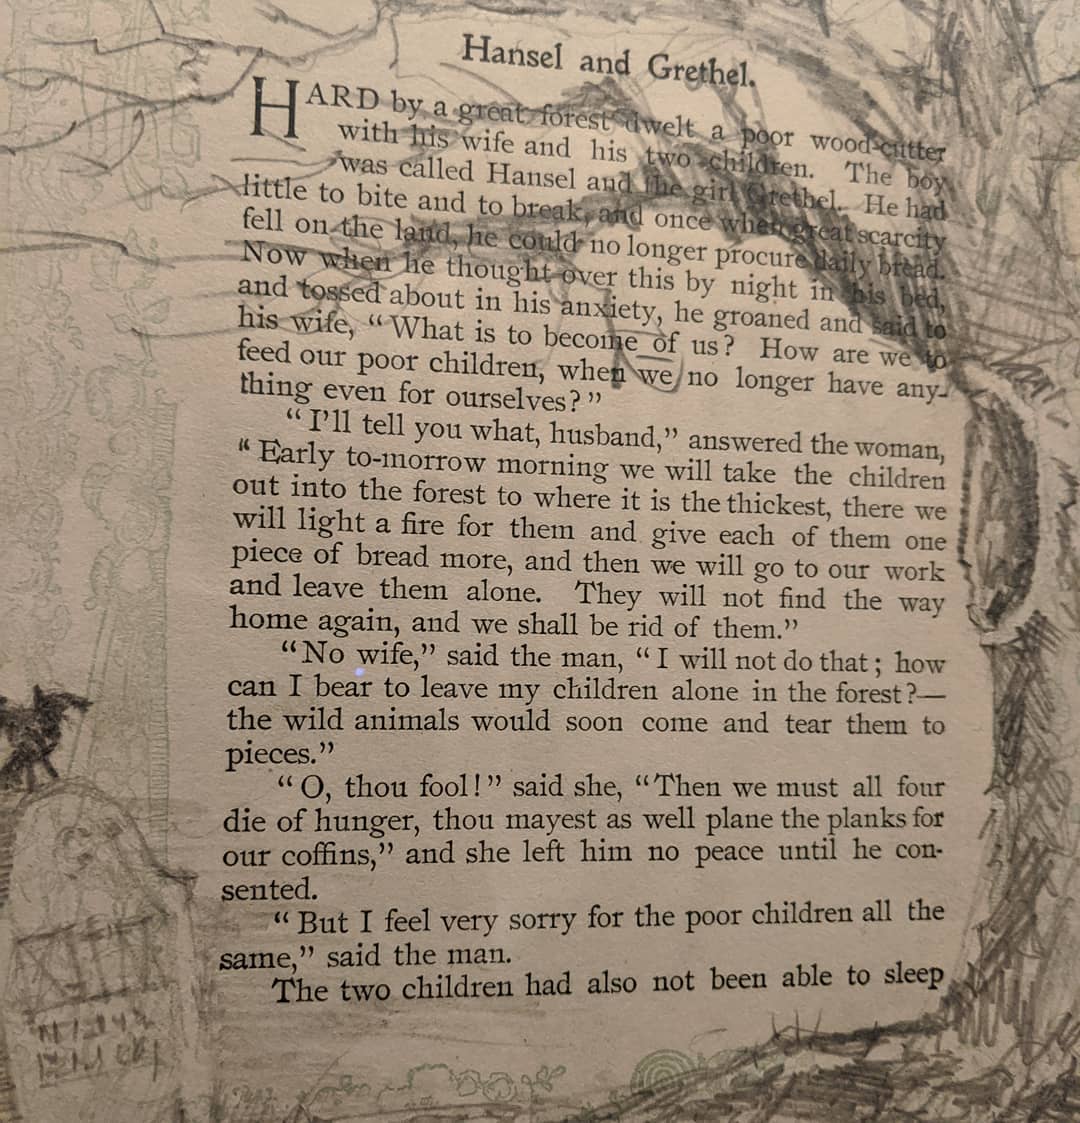 Hansel and Grethel.
HARD by a great forest dwelt a poor wood-cutter
with his wife and his two children. The boy
was called Hansel and the girl Grethel. He had
little to bite and to break, and once when great scarcity
fell on the land, he could no longer procure daily bread.
Now when he thought over this by night in his bed,
and tossed about in his anxiety, he groaned and said to
his wife, “What is to become of us? How are we to
feed our poor children, when we no longer have any-
thing even for ourselves?”
“I’ll tell you what, husband,” answered the woman,
“Early to-morrow morning we will take the children
out into the forest to where it is the thickest, there we
will light a fire for them and give each of them one
piece of bread more, and then we will go to our work
and leave them alone. They will not find the way
home again, and we shall be rid of them.”
“No wife,” said the man, “I will not do that; how
can I bear to leave my children alone in the forest?—
the wild animals would soon come and tear them to
pieces.”
“O, thou fool!” said she, “Then we must all four
die of hunger, thou mayest as well plane the planks for
our coffins,” and she left him no peace until he con-
sented.
“But I feel very sorry for the poor children all the
same,” said the man.
The two children had also not been able to sleep